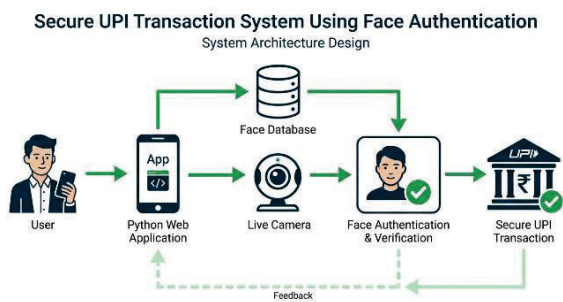 Secure UPI Transaction System Using Face Authentication
System Architecture Design
Face Database
App
</>
UPI
₹
User
Python Web
Application
Live Camera
Face Authentication
& Verification
Secure UPI
Transaction
Feedback